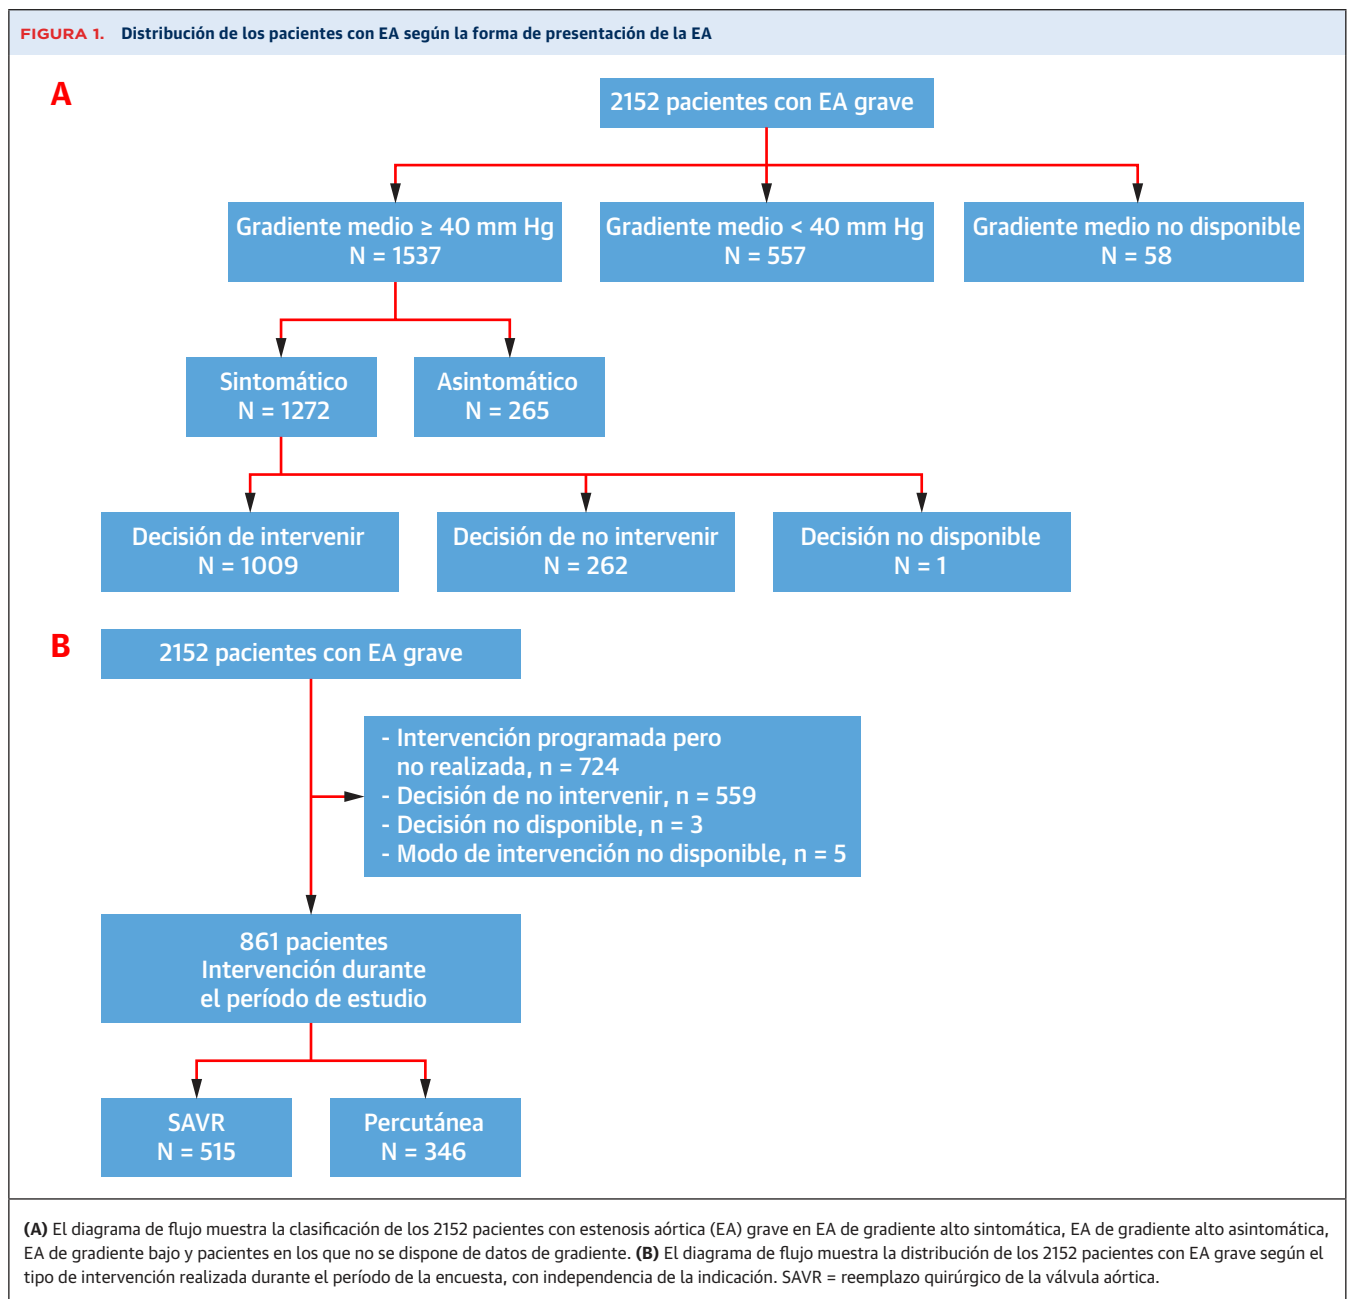 FIGURA 1. Distribución de los pacientes con EA según la forma de presentación de la EA
A
2152 pacientes con EA grave
Gradiente medio ≥ 40 mm Hg
N = 1537
Gradiente medio < 40 mm Hg
N = 557
Gradiente medio no disponible
N = 58
Sintomático
N = 1272
Asintomático
N = 265
Decisión de intervenir
N = 1009
Decisión de no intervenir
N = 262
Decisión no disponible
N = 1
B
2152 pacientes con EA grave
- Intervención programada pero
no realizada, n = 724
- Decisión de no intervenir, n = 559
- Decisión no disponible, n = 3
- Modo de intervención no disponible, n = 5
861 pacientes
Intervención durante
el período de estudio
SAVR
N = 515
Percutánea
N = 346
(A) El diagrama de flujo muestra la clasificación de los 2152 pacientes con estenosis aórtica (EA) grave en EA de gradiente alto sintomática, EA de gradiente alto asintomática,
EA de gradiente bajo y pacientes en los que no se dispone de datos de gradiente. (B) El diagrama de flujo muestra la distribución de los 2152 pacientes con EA grave según el
tipo de intervención realizada durante el período de la encuesta, con independencia de la indicación. SAVR = reemplazo quirúrgico de la válvula aórtica.